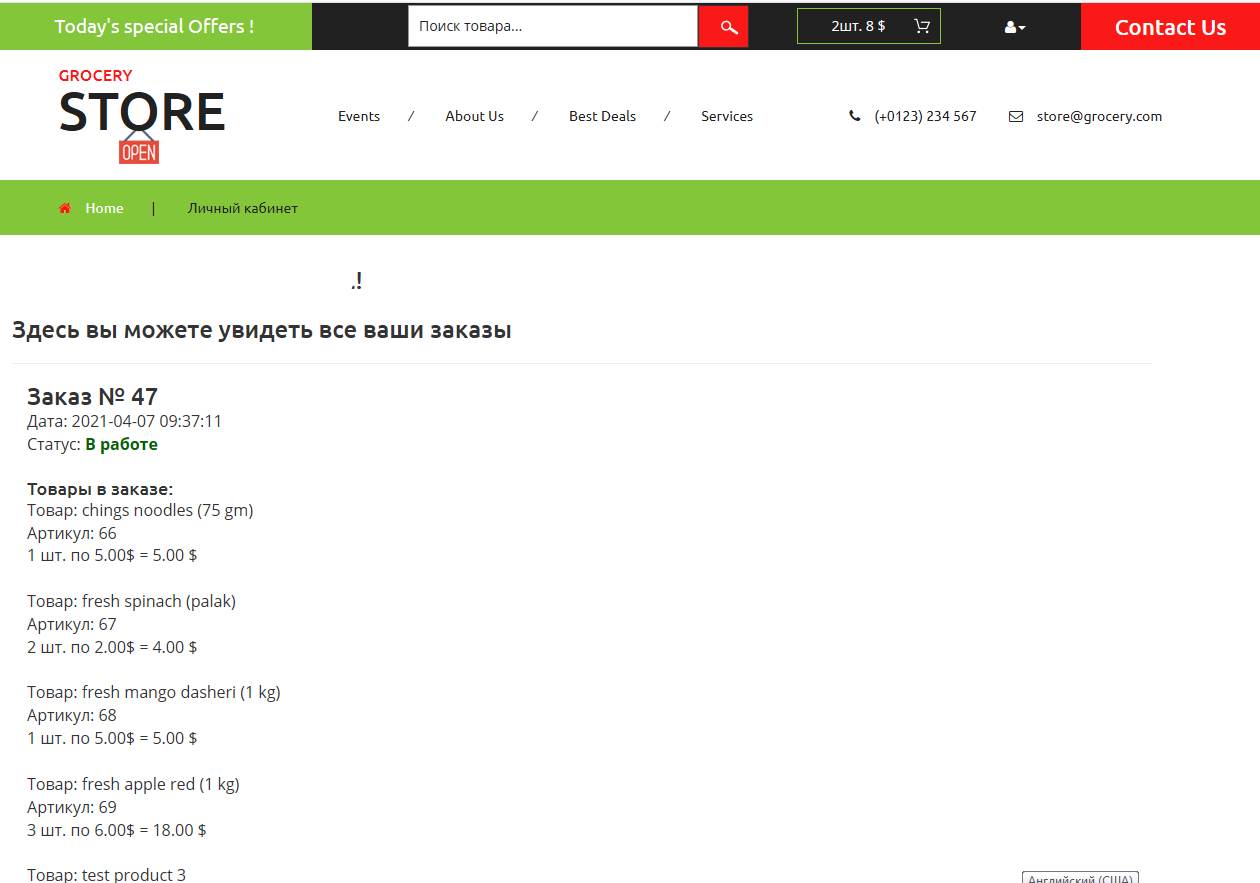 Today's special Offers !
Поиск товара...
2шт. 8 $
Contact Us
GROCERY
STORE
OPEN
Events / About Us / Best Deals / Services
(+0123) 234 567
store@grocery.com
Home | Личный кабинет
.!
Здесь вы можете увидеть все ваши заказы
Заказ № 47
Дата: 2021-04-07 09:37:11
Статус: В работе
Товары в заказе:
Товар: chings noodles (75 gm)
Артикул: 66
1 шт. по 5.00$ = 5.00 $
Товар: fresh spinach (palak)
Артикул: 67
2 шт. по 2.00$ = 4.00 $
Товар: fresh mango dasheri (1 kg)
Артикул: 68
1 шт. по 5.00$ = 5.00 $
Товар: fresh apple red (1 kg)
Артикул: 69
3 шт. по 6.00$ = 18.00 $
Товар: test product 3
Английский (США)